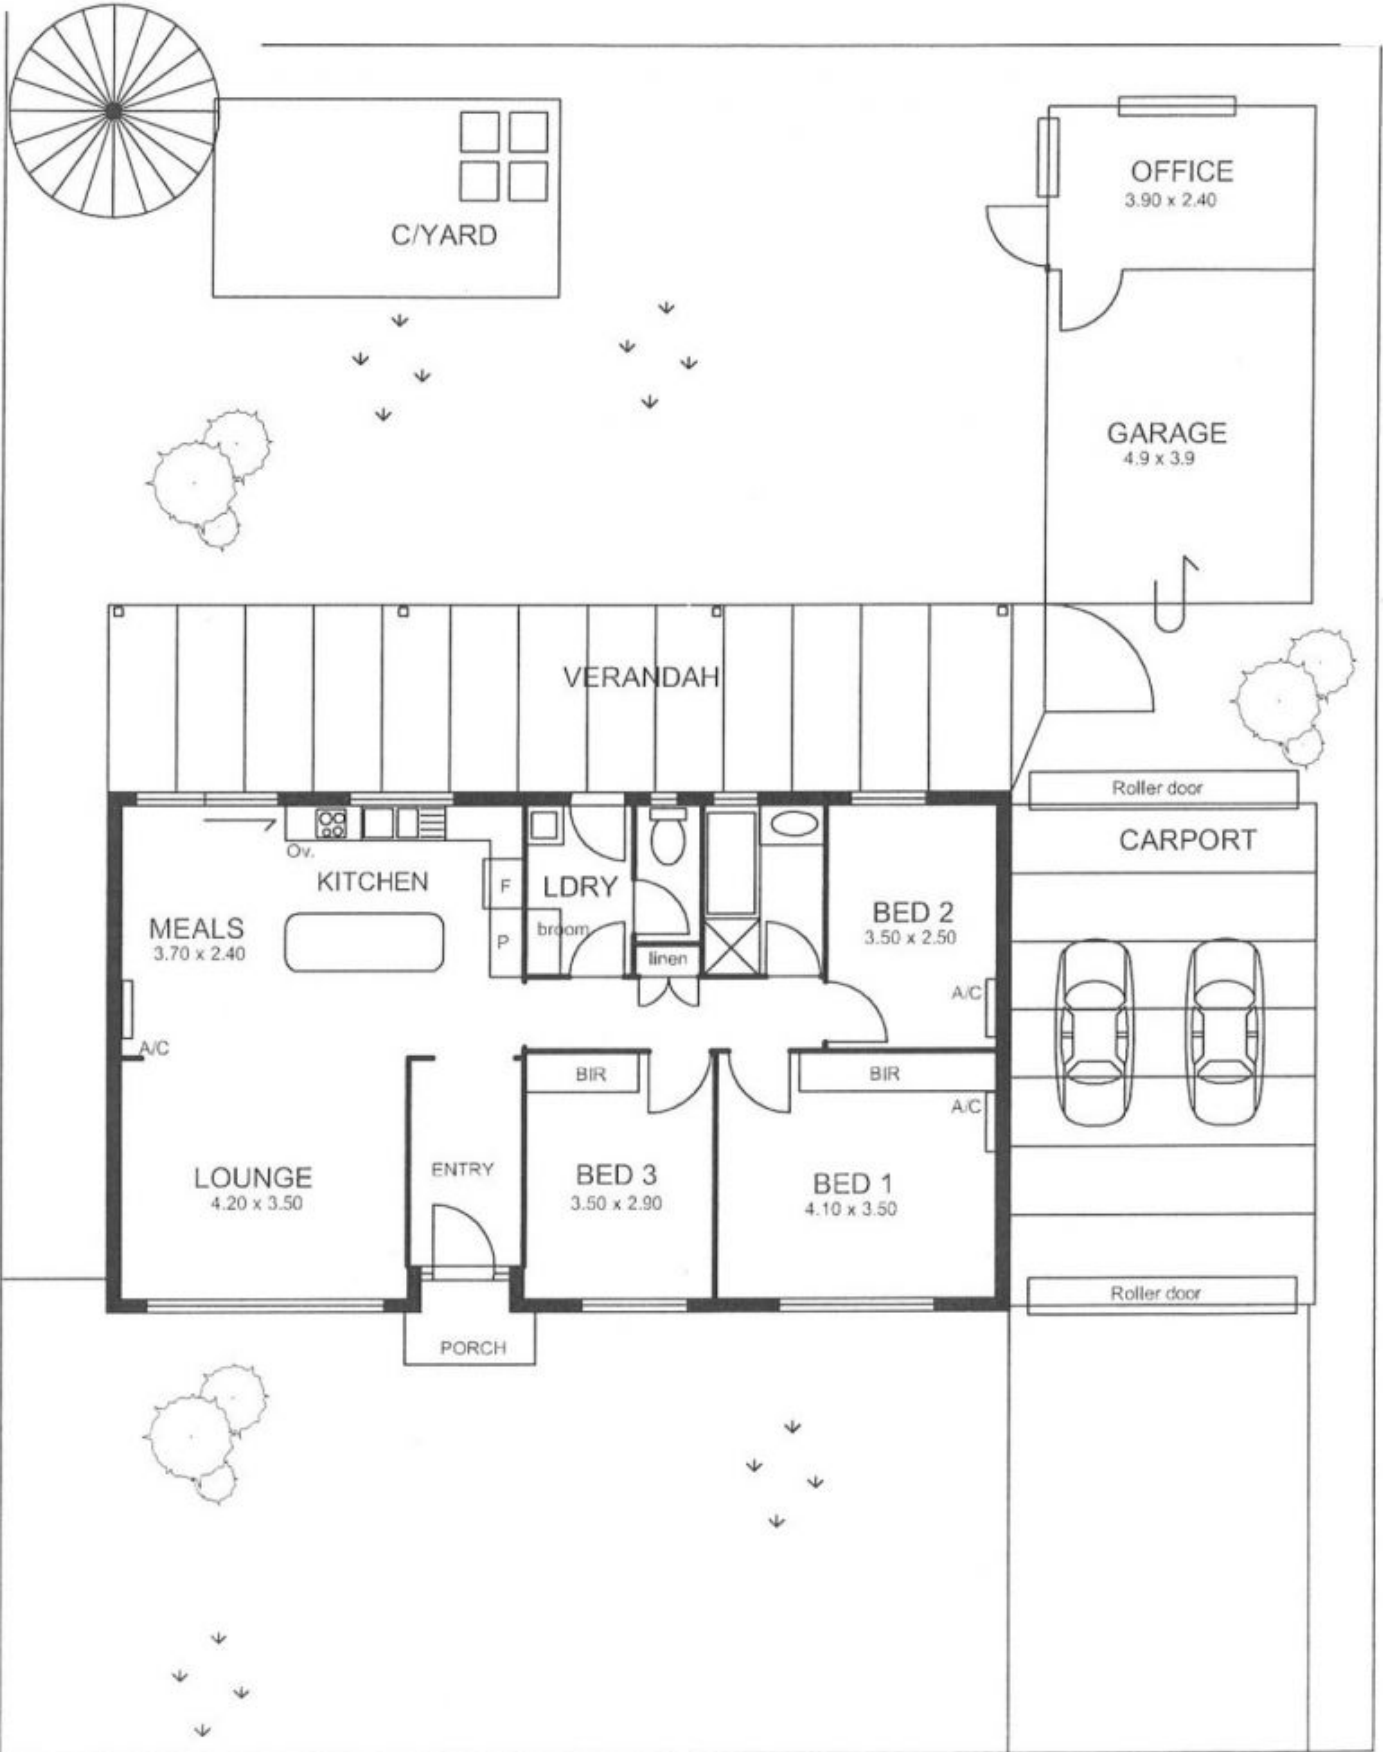 OFFICE
3.90 x 2.40
C/YARD
GARAGE
4.9 x 3.9
VERANDAH
Roller door
CARPORT
Ov.
KITCHEN
F
LDRY
MEALS
3.70 x 2.40
P
broom
BED 2
3.50 x 2.50
linen
A/C
A/C
BIR
BIR
A/C
LOUNGE
4.20 x 3.50
ENTRY
BED 3
3.50 x 2.90
BED 1
4.10 x 3.50
Roller door
PORCH